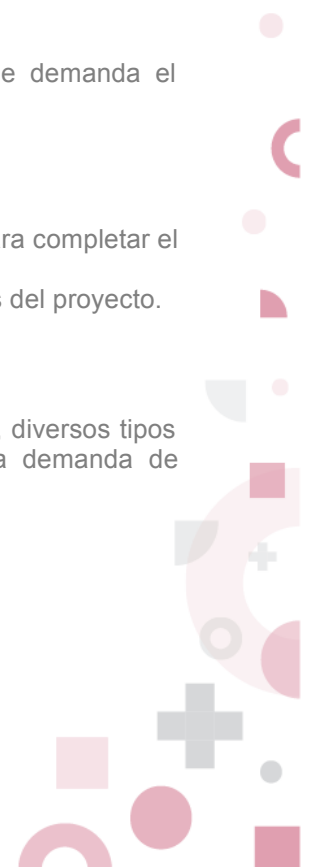 e demanda el
ra completar el
s del proyecto.
diversos tipos
a demanda de